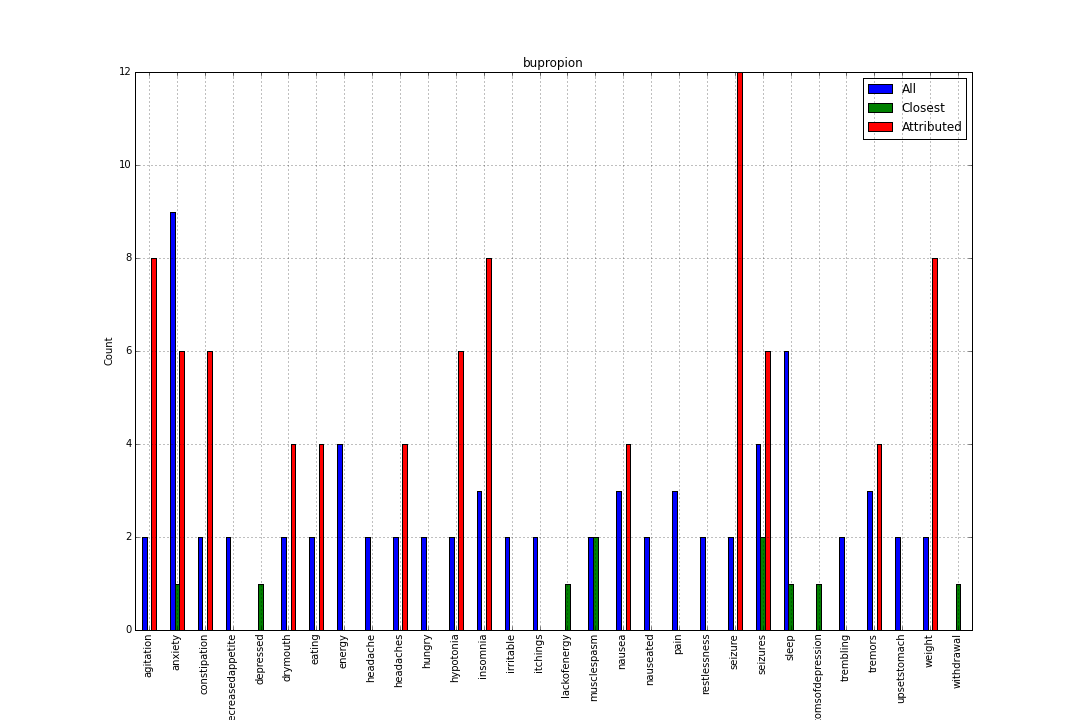 bupropion
12
10
8
6
4
2
0
Count
All
Closest
Attributed
agitation
anxiety
constipation
ecreasedappetite
depressed
drymouth
eating
energy
headache
headaches
hungry
hypotonia
insomnia
irritable
itchings
lackofenergy
musclespasm
nausea
nauseated
pain
restlessness
seizure
seizures
sleep
omsofdepression
trembling
tremors
upsetstomach
weight
withdrawal